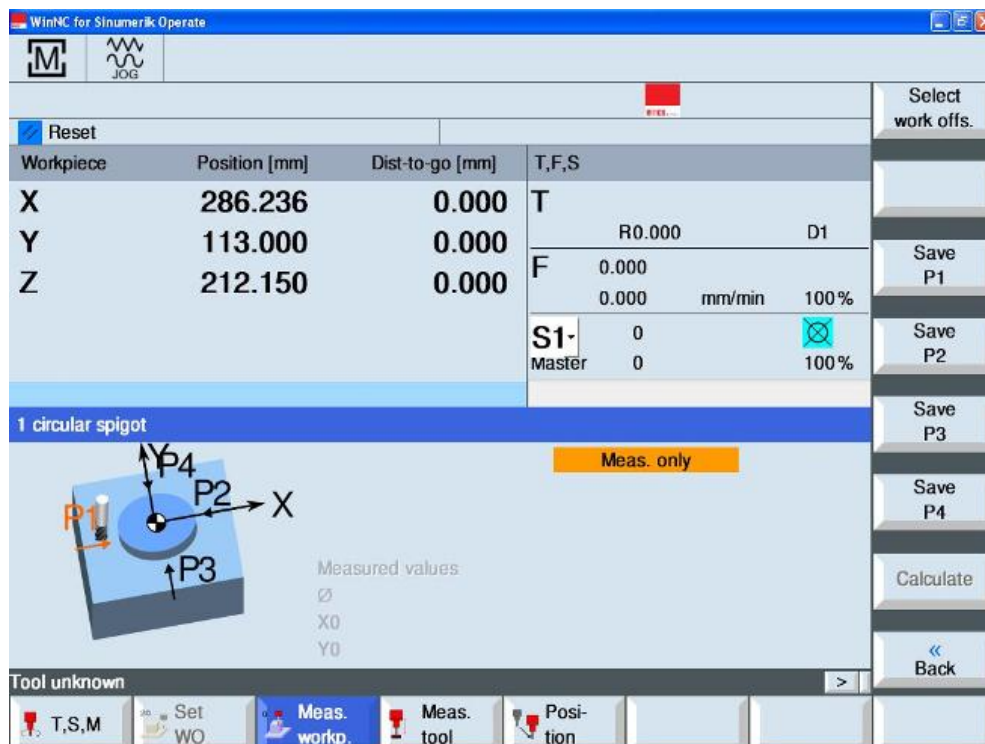 WinNC for Sinumerik Operate
M
JOG
Select
work offs.
Reset
Workpiece Position [mm] Dist-to-go [mm] T,F,S
X 286.236 0.000 T
R0.000 D1
Y 113.000 0.000
F 0.000
Z 212.150 0.000
0.000 mm/min 100%
S1 0
Master 0 100%
Save
P1
Save
P2
Save
P3
Save
P4
Calculate
«
Back
1 circular spigot
Meas. only
Y
P4
P2
X
P1
P3
Measured values
Ø
X0
Y0
Tool unknown >
T,S,M
Set
WO
Meas.
workp.
Meas.
tool
Posi-
tion